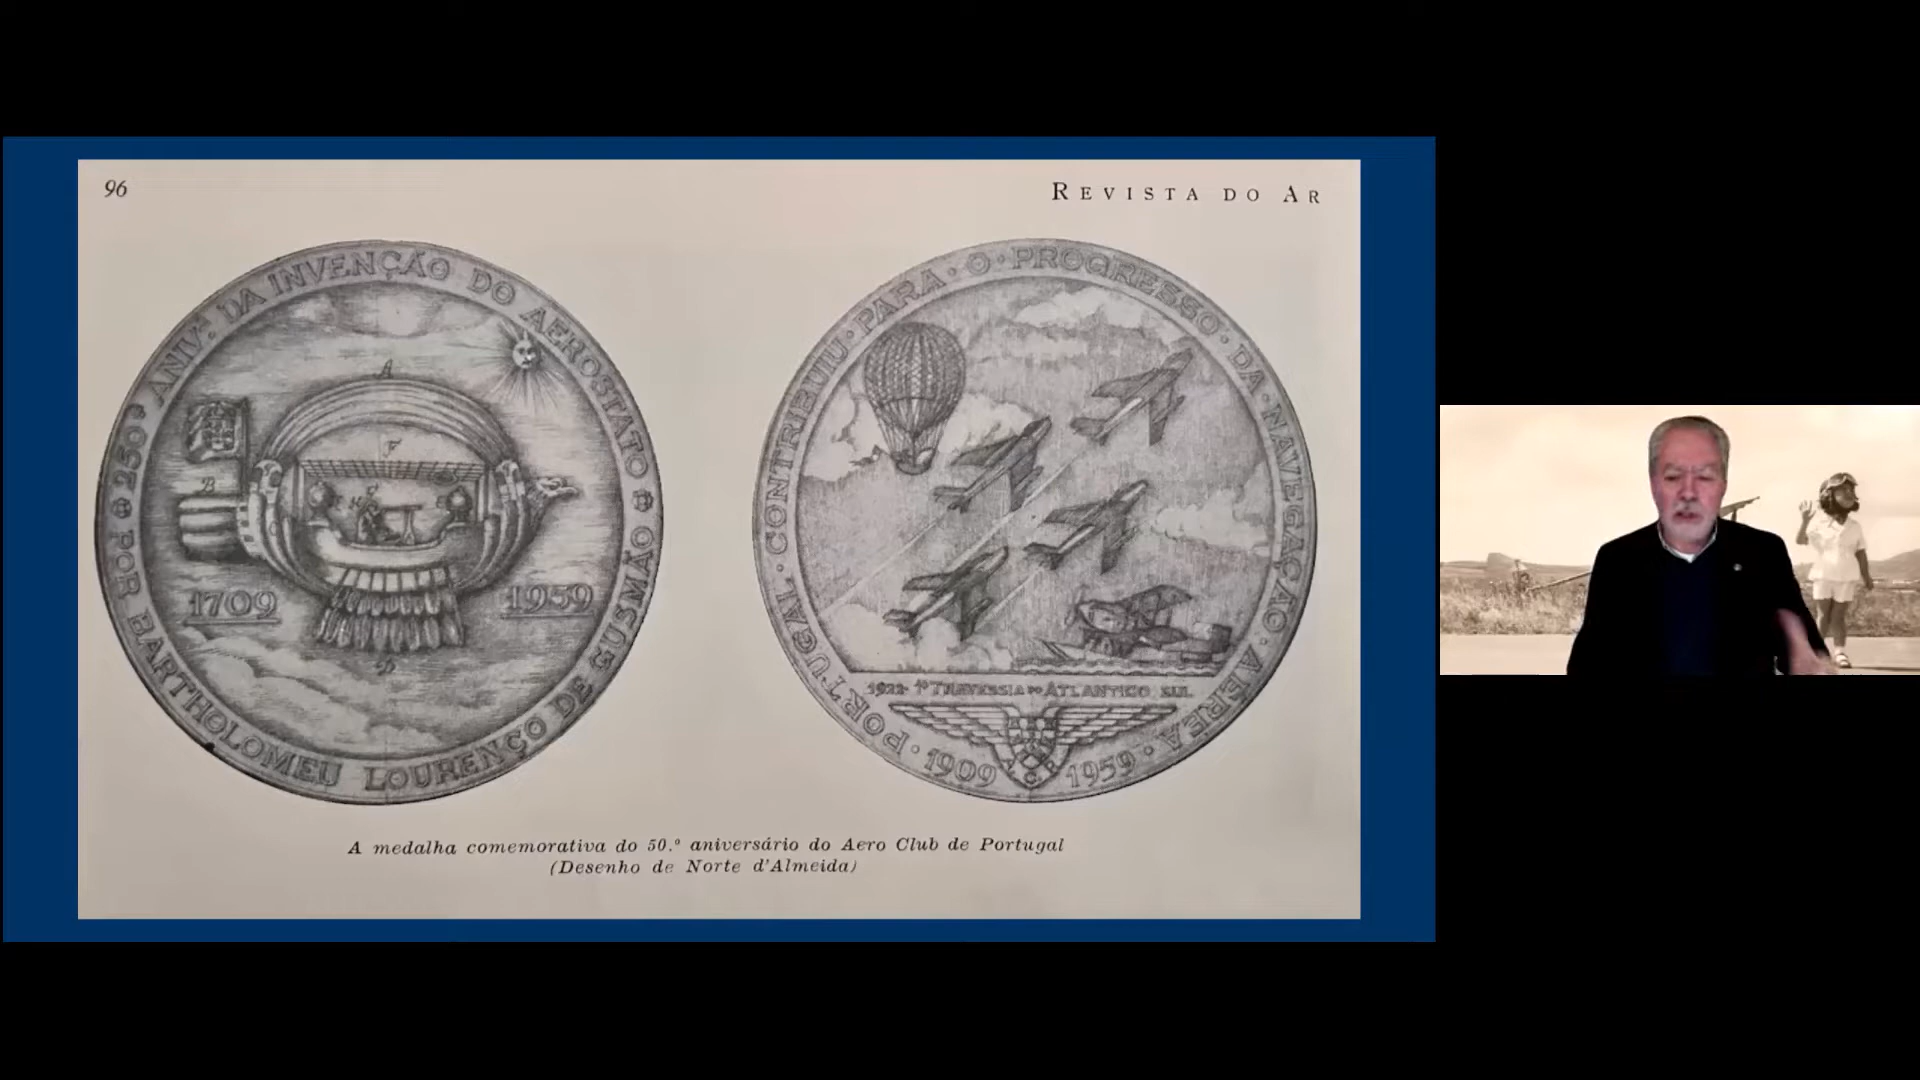 96
REVISTA DO AR
250º ANIV. DA INVENÇÃO DO AEROSTATO
POR BARTHOLOMEU LOURENÇO DE GUSMÃO
A
F
B
1709
1959
PORTUGAL · CONTRIBUIU · PARA · O · PROGRESSO · DA · NAVEGAÇÃO · AEREA
1922 - 1ª TRAVESSIA DO ATLANTICO SUL
1909
1959
A medalha comemorativa do 50.º aniversário do Aero Club de Portugal
(Desenho de Norte d'Almeida)